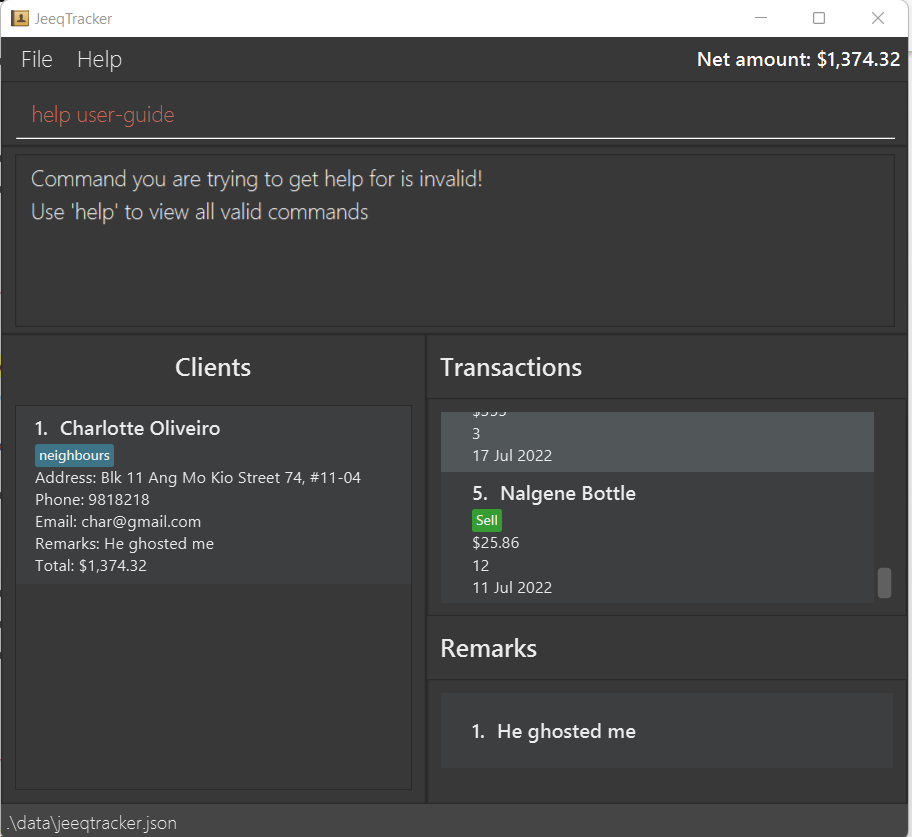 JeeqTracker
File Help Net amount: $1,374.32
help user-guide
Command you are trying to get help for is invalid!
Use 'help' to view all valid commands
Clients
1. Charlotte Oliveiro
neighbours
Address: Blk 11 Ang Mo Kio Street 74, #11-04
Phone: 9818218
Email: char@gmail.com
Remarks: He ghosted me
Total: $1,374.32
Transactions
3
17 Jul 2022
5. Nalgene Bottle
Sell
$25.86
12
11 Jul 2022
Remarks
1. He ghosted me
.\data\jeeqtracker.json